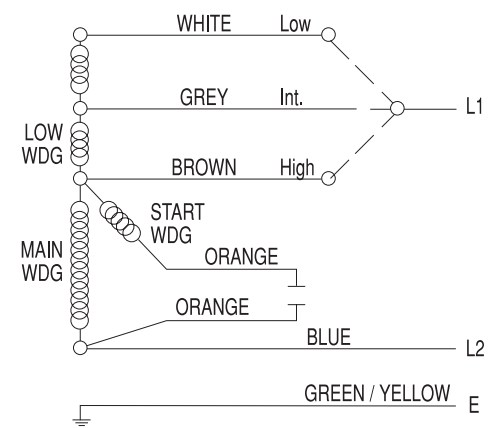 WHITE Low
GREY Int.
L1
LOW
WDG
BROWN High
START
WDG
MAIN
WDG
ORANGE
ORANGE
BLUE
L2
GREEN / YELLOW
E